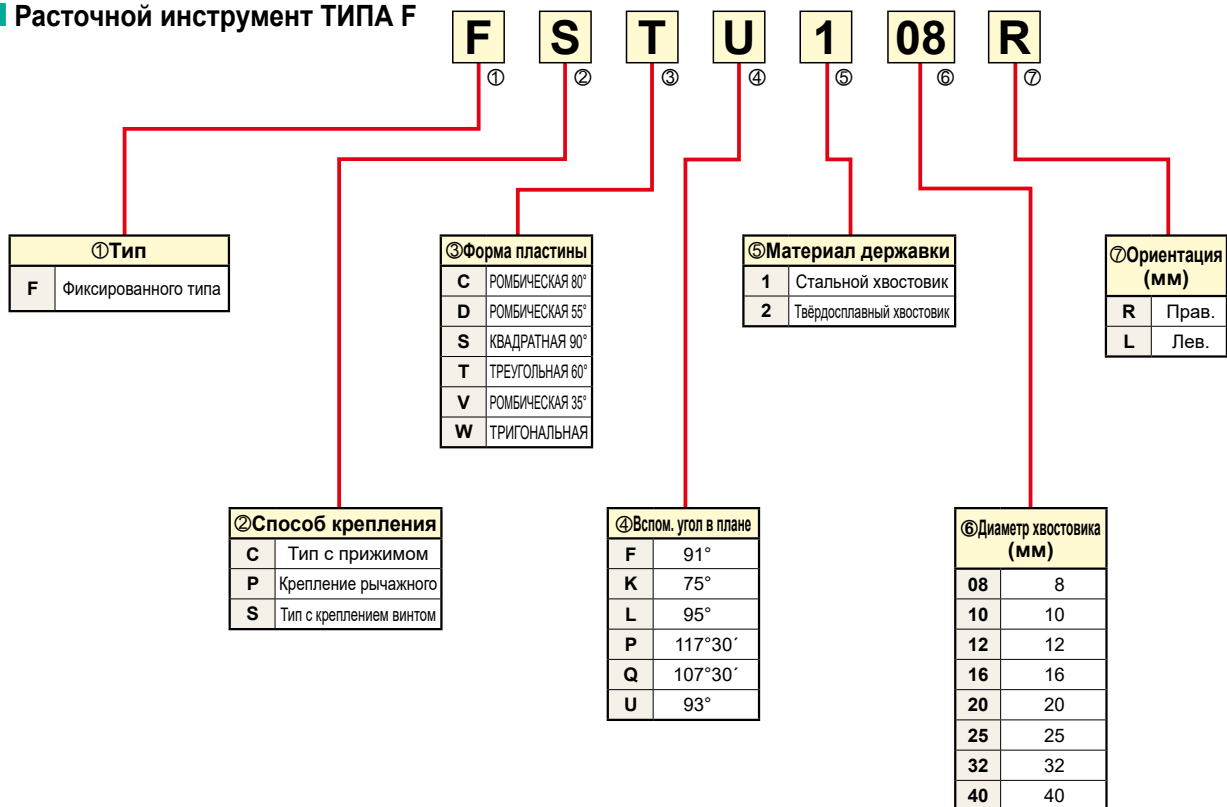 Расточной инструмент ТИПА F
F S T U 1 08 R
① ② ③ ④ ⑤ ⑥ ⑦
①Тип
F Фиксированного типа
③Форма пластины
C РОМБИЧЕСКАЯ 80°
D РОМБИЧЕСКАЯ 55°
S КВАДРАТНАЯ 90°
T ТРЕУГОЛЬНАЯ 60°
V РОМБИЧЕСКАЯ 35°
W ТРИГОНАЛЬНАЯ
⑤Материал державки
1 Стальной хвостовик
2 Твёрдосплавный хвостовик
⑦Ориентация
(мм)
R Прав.
L Лев.
②Способ крепления
C Тип с прижимом
P Крепление рычажного
S Тип с креплением винтом
④Вспом. угол в плане
F 91°
K 75°
L 95°
P 117°30´
Q 107°30´
U 93°
⑥Диаметр хвостовика
(мм)
08 8
10 10
12 12
16 16
20 20
25 25
32 32
40 40